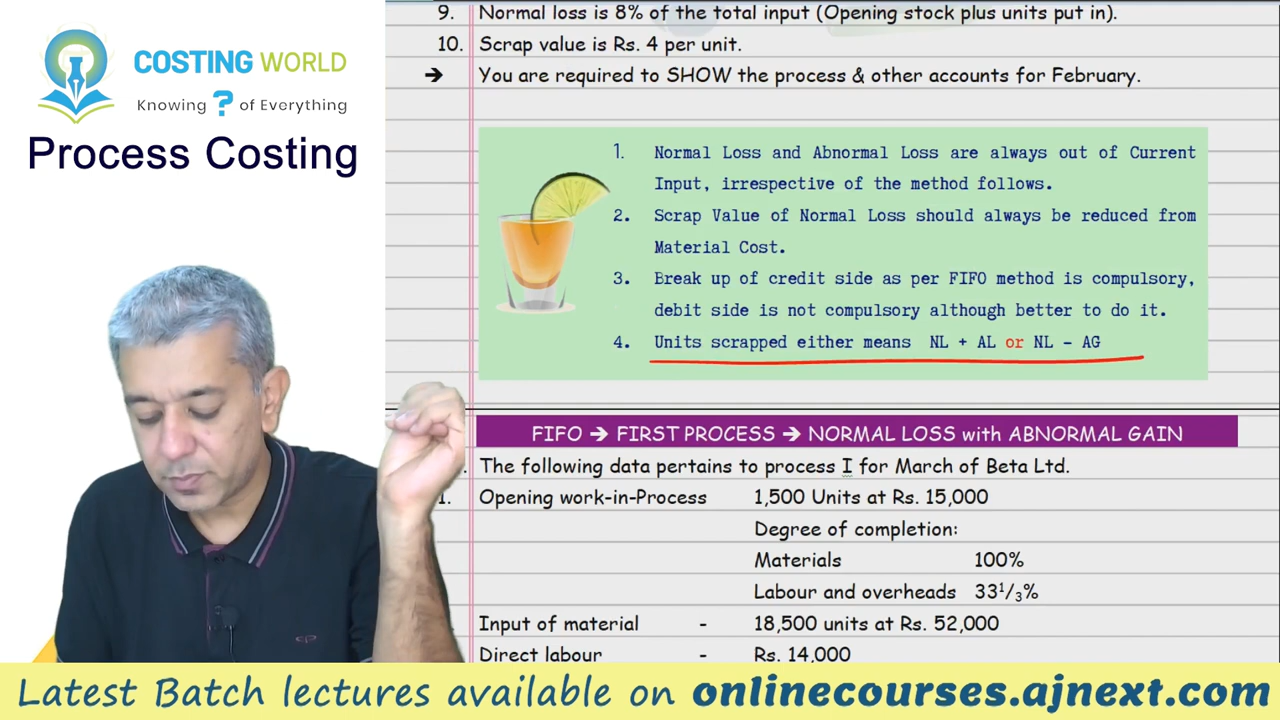 COSTING WORLD
Knowing ? of Everything
Process Costing
9. Normal loss is 8% of the total input (Opening stock plus units put in).
10. Scrap value is Rs. 4 per unit.
➔ You are required to SHOW the process & other accounts for February.
1. Normal Loss and Abnormal Loss are always out of Current
Input, irrespective of the method follows.
2. Scrap Value of Normal Loss should always be reduced from
Material Cost.
3. Break up of credit side as per FIFO method is compulsory,
debit side is not compulsory although better to do it.
4. Units scrapped either means NL + AL or NL - AG
FIFO ➔ FIRST PROCESS ➔ NORMAL LOSS with ABNORMAL GAIN
The following data pertains to process I for March of Beta Ltd.
1. Opening work-in-Process 1,500 Units at Rs. 15,000
Degree of completion:
Materials 100%
Labour and overheads 33¹/₃%
Input of material - 18,500 units at Rs. 52,000
Direct labour - Rs. 14,000
Latest Batch lectures available on onlinecourses.ajnext.com